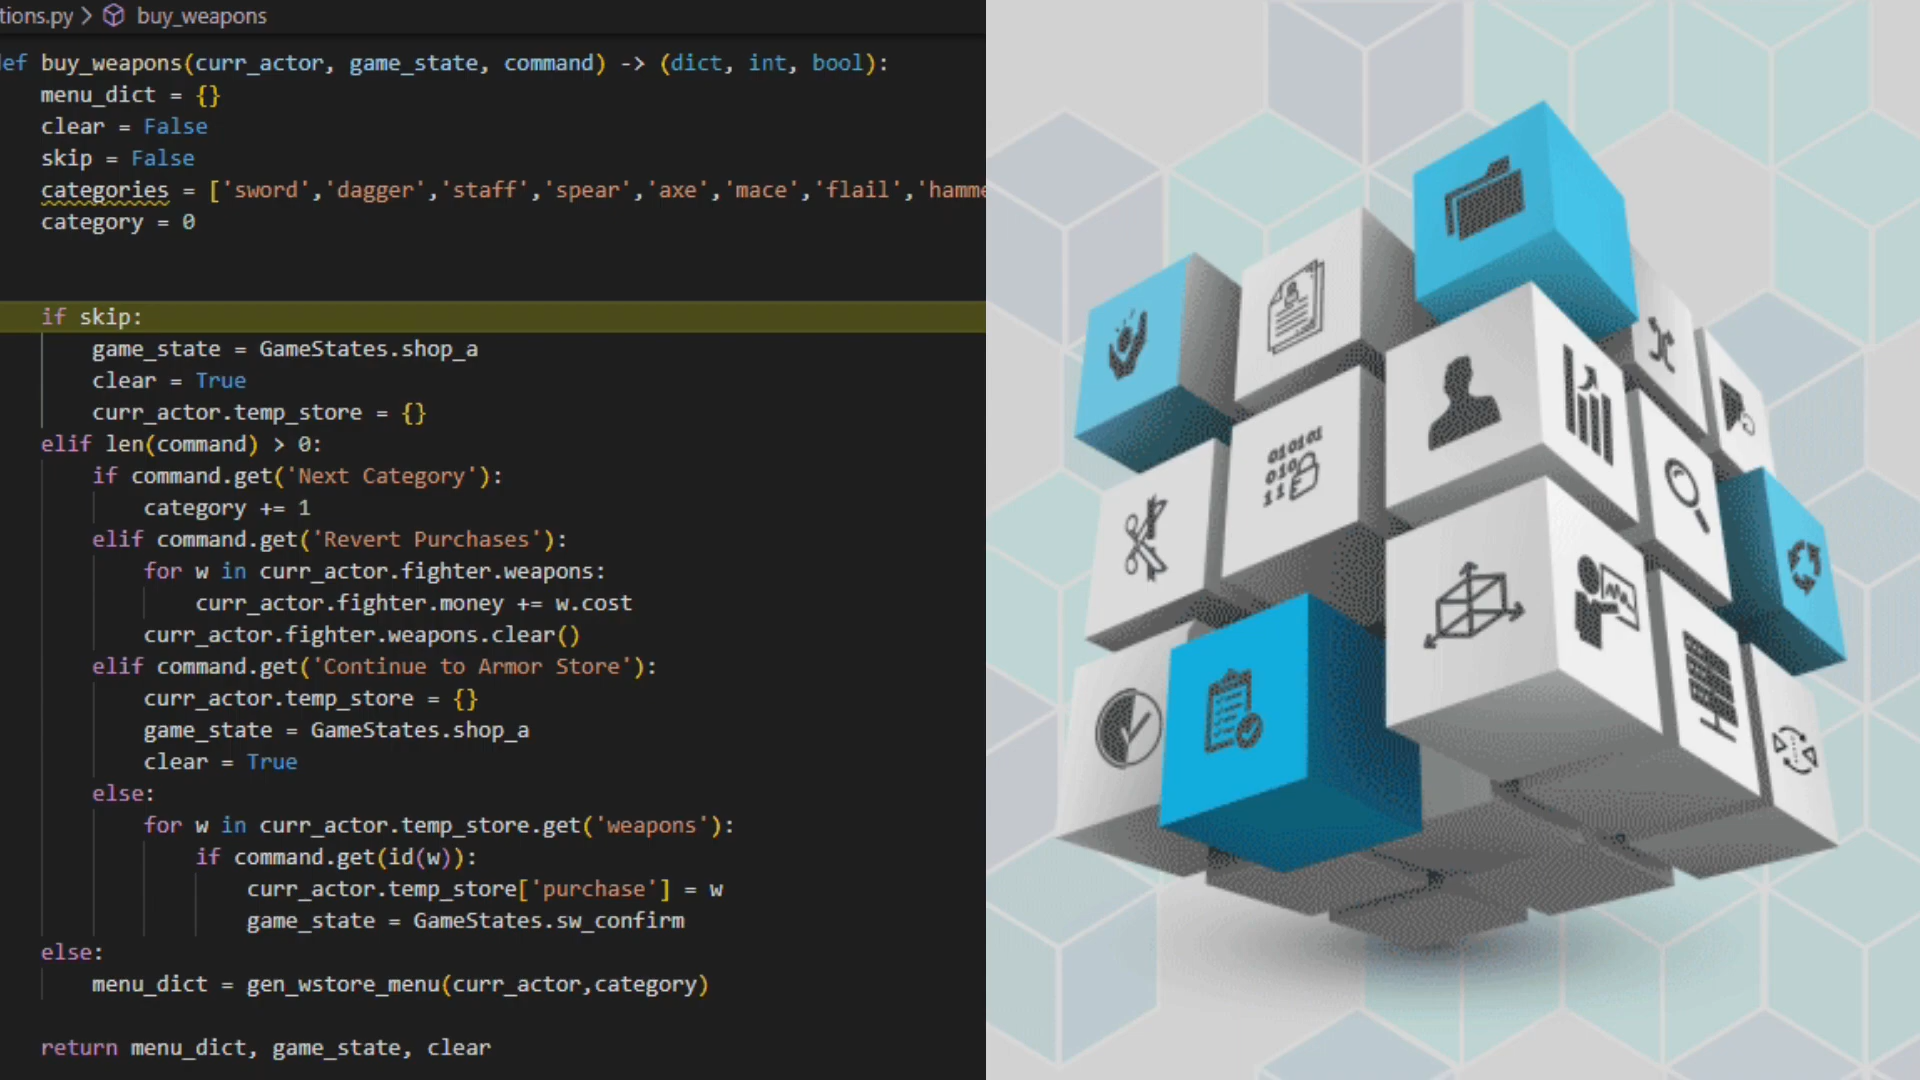 tions.py > buy_weapons
ef buy_weapons(curr_actor, game_state, command) -> (dict, int, bool):
menu_dict = {}
clear = False
skip = False
categories = ['sword','dagger','staff','spear','axe','mace','flail','hamme
category = 0
if skip:
game_state = GameStates.shop_a
clear = True
curr_actor.temp_store = {}
elif len(command) > 0:
if command.get('Next Category'):
category += 1
elif command.get('Revert Purchases'):
for w in curr_actor.fighter.weapons:
curr_actor.fighter.money += w.cost
curr_actor.fighter.weapons.clear()
elif command.get('Continue to Armor Store'):
curr_actor.temp_store = {}
game_state = GameStates.shop_a
clear = True
else:
for w in curr_actor.temp_store.get('weapons'):
if command.get(id(w)):
curr_actor.temp_store['purchase'] = w
game_state = GameStates.sw_confirm
else:
menu_dict = gen_wstore_menu(curr_actor,category)
return menu_dict, game_state, clear
010101
010
11